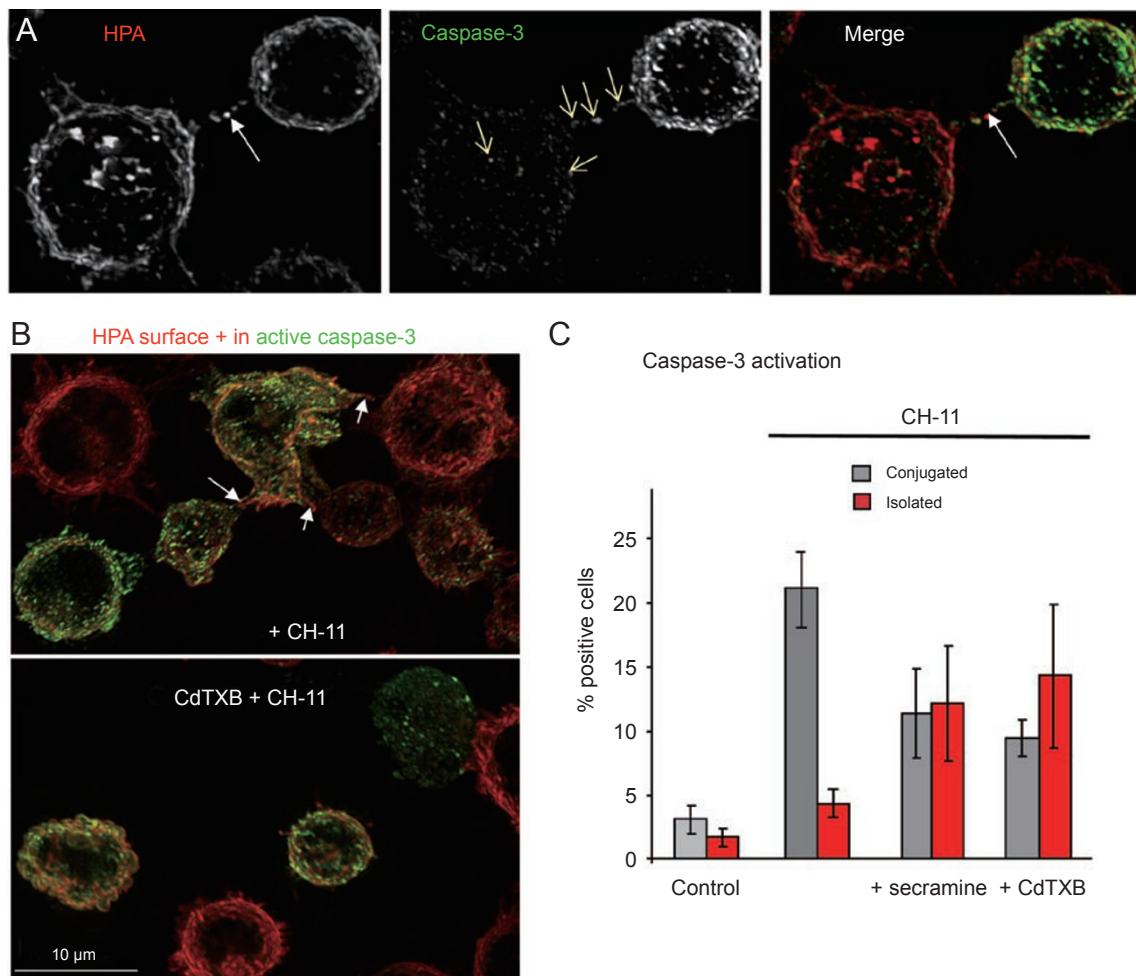 A
HPA
Caspase-3
Merge
B
HPA surface + in active caspase-3
+ CH-11
CdTXB + CH-11
10 µm
C
Caspase-3 activation
CH-11
Conjugated
Isolated
% positive cells
25
20
15
10
5
0
Control
+ secramine
+ CdTXB